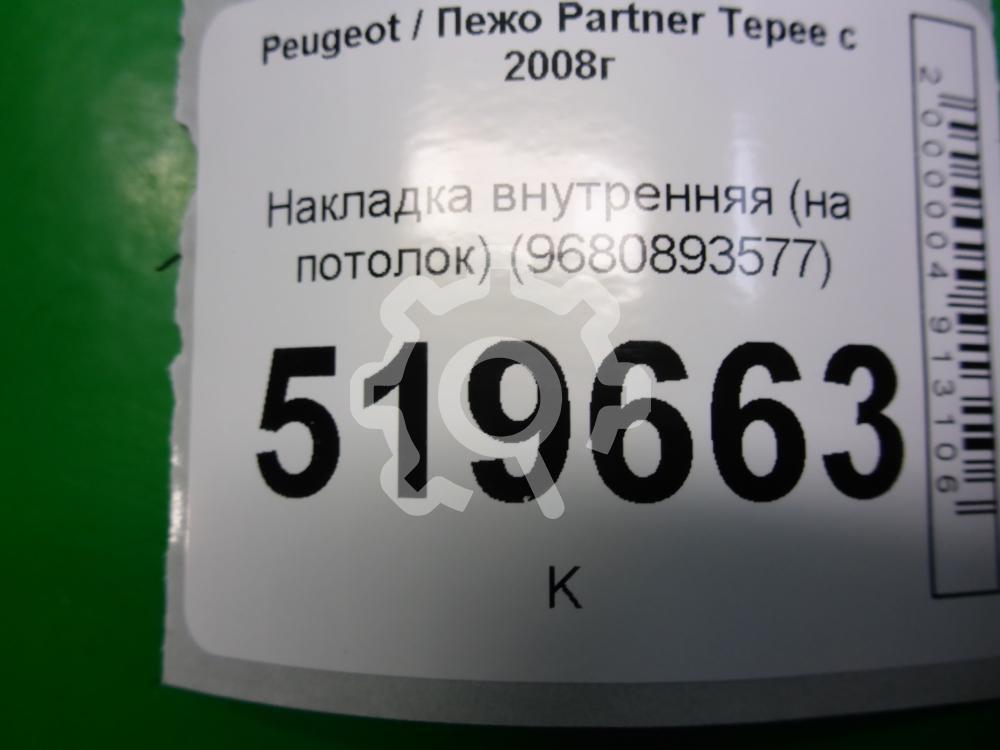 Peugeot / Пежо Partner Tepee с
2008г
Накладка внутренняя (на
потолок) (9680893577)
519663
К
2000004913106